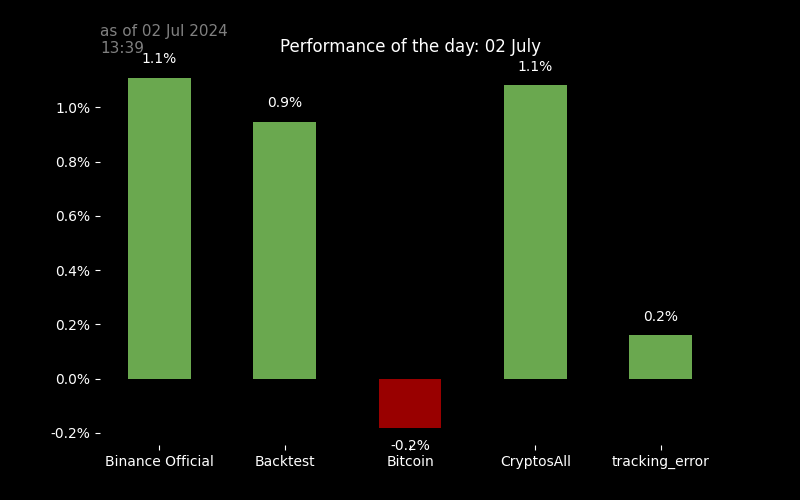 as of 02 Jul 2024
13:39
Performance of the day: 02 July
1.1%
0.9%
-0.2%
1.1%
0.2%
1.0%
0.8%
0.6%
0.4%
0.2%
0.0%
-0.2%
Binance Official
Backtest
Bitcoin
CryptosAll
tracking_error